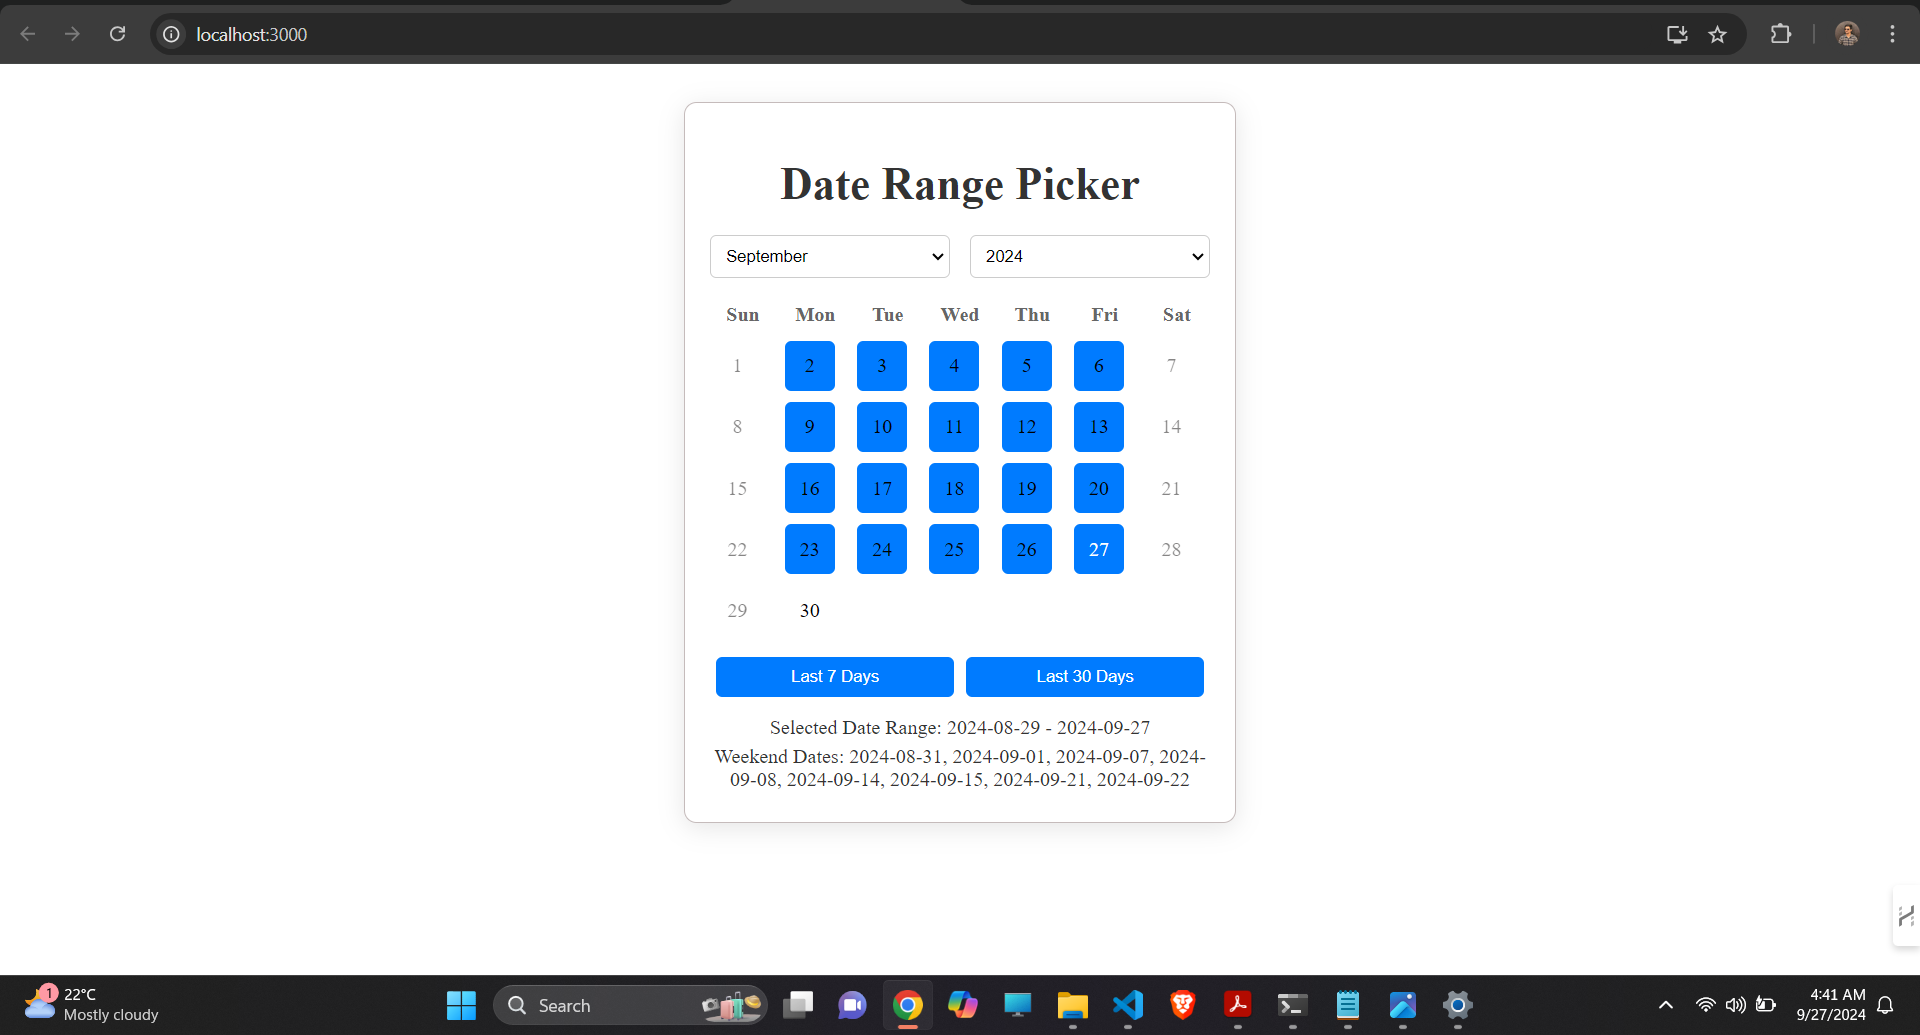 localhost:3000
Date Range Picker
September 2024
Sun Mon Tue Wed Thu Fri Sat
1 2 3 4 5 6 7
8 9 10 11 12 13 14
15 16 17 18 19 20 21
22 23 24 25 26 27 28
29 30
Last 7 Days Last 30 Days
Selected Date Range: 2024-08-29 - 2024-09-27
Weekend Dates: 2024-08-31, 2024-09-01, 2024-09-07, 2024-
09-08, 2024-09-14, 2024-09-15, 2024-09-21, 2024-09-22
1
22°C
Mostly cloudy
Search
4:41 AM
9/27/2024